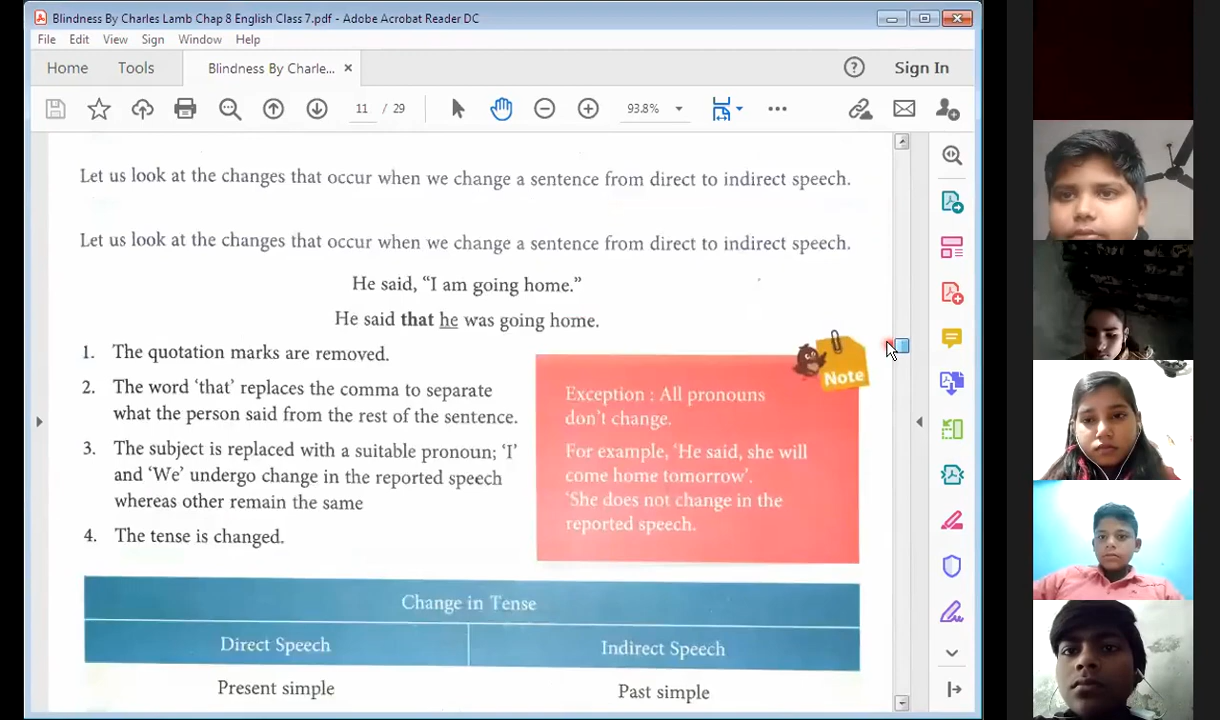 Blindness By Charles Lamb Chap 8 English Class 7.pdf - Adobe Acrobat Reader DC
File Edit View Sign Window Help
Home Tools Blindness By Charle... × Sign In
11 / 29 93.8%
Let us look at the changes that occur when we change a sentence from direct to indirect speech.
Let us look at the changes that occur when we change a sentence from direct to indirect speech.
He said, “I am going home.”
He said that he was going home.
1. The quotation marks are removed.
2. The word ‘that’ replaces the comma to separate
what the person said from the rest of the sentence.
3. The subject is replaced with a suitable pronoun; ‘I’
and ‘We’ undergo change in the reported speech
whereas other remain the same
4. The tense is changed.
Note
Exception : All pronouns
don’t change.
For example, ‘He said, she will
come home tomorrow’.
‘She does not change in the
reported speech.
Change in Tense
Direct Speech Indirect Speech
Present simple Past simple